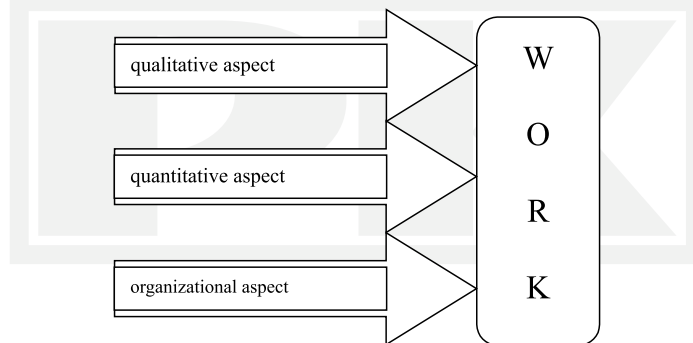 qualitative aspect
quantitative aspect
organizational aspect
W
O
R
K